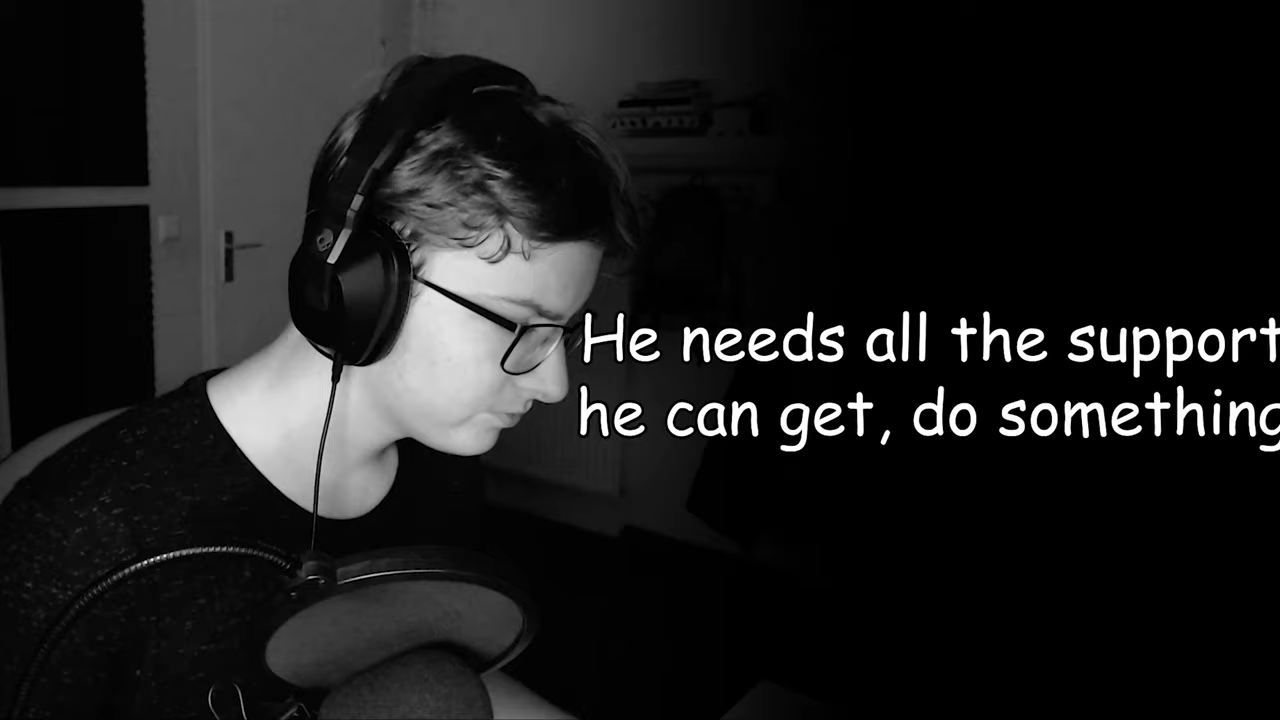 He needs all the support
he can get, do something